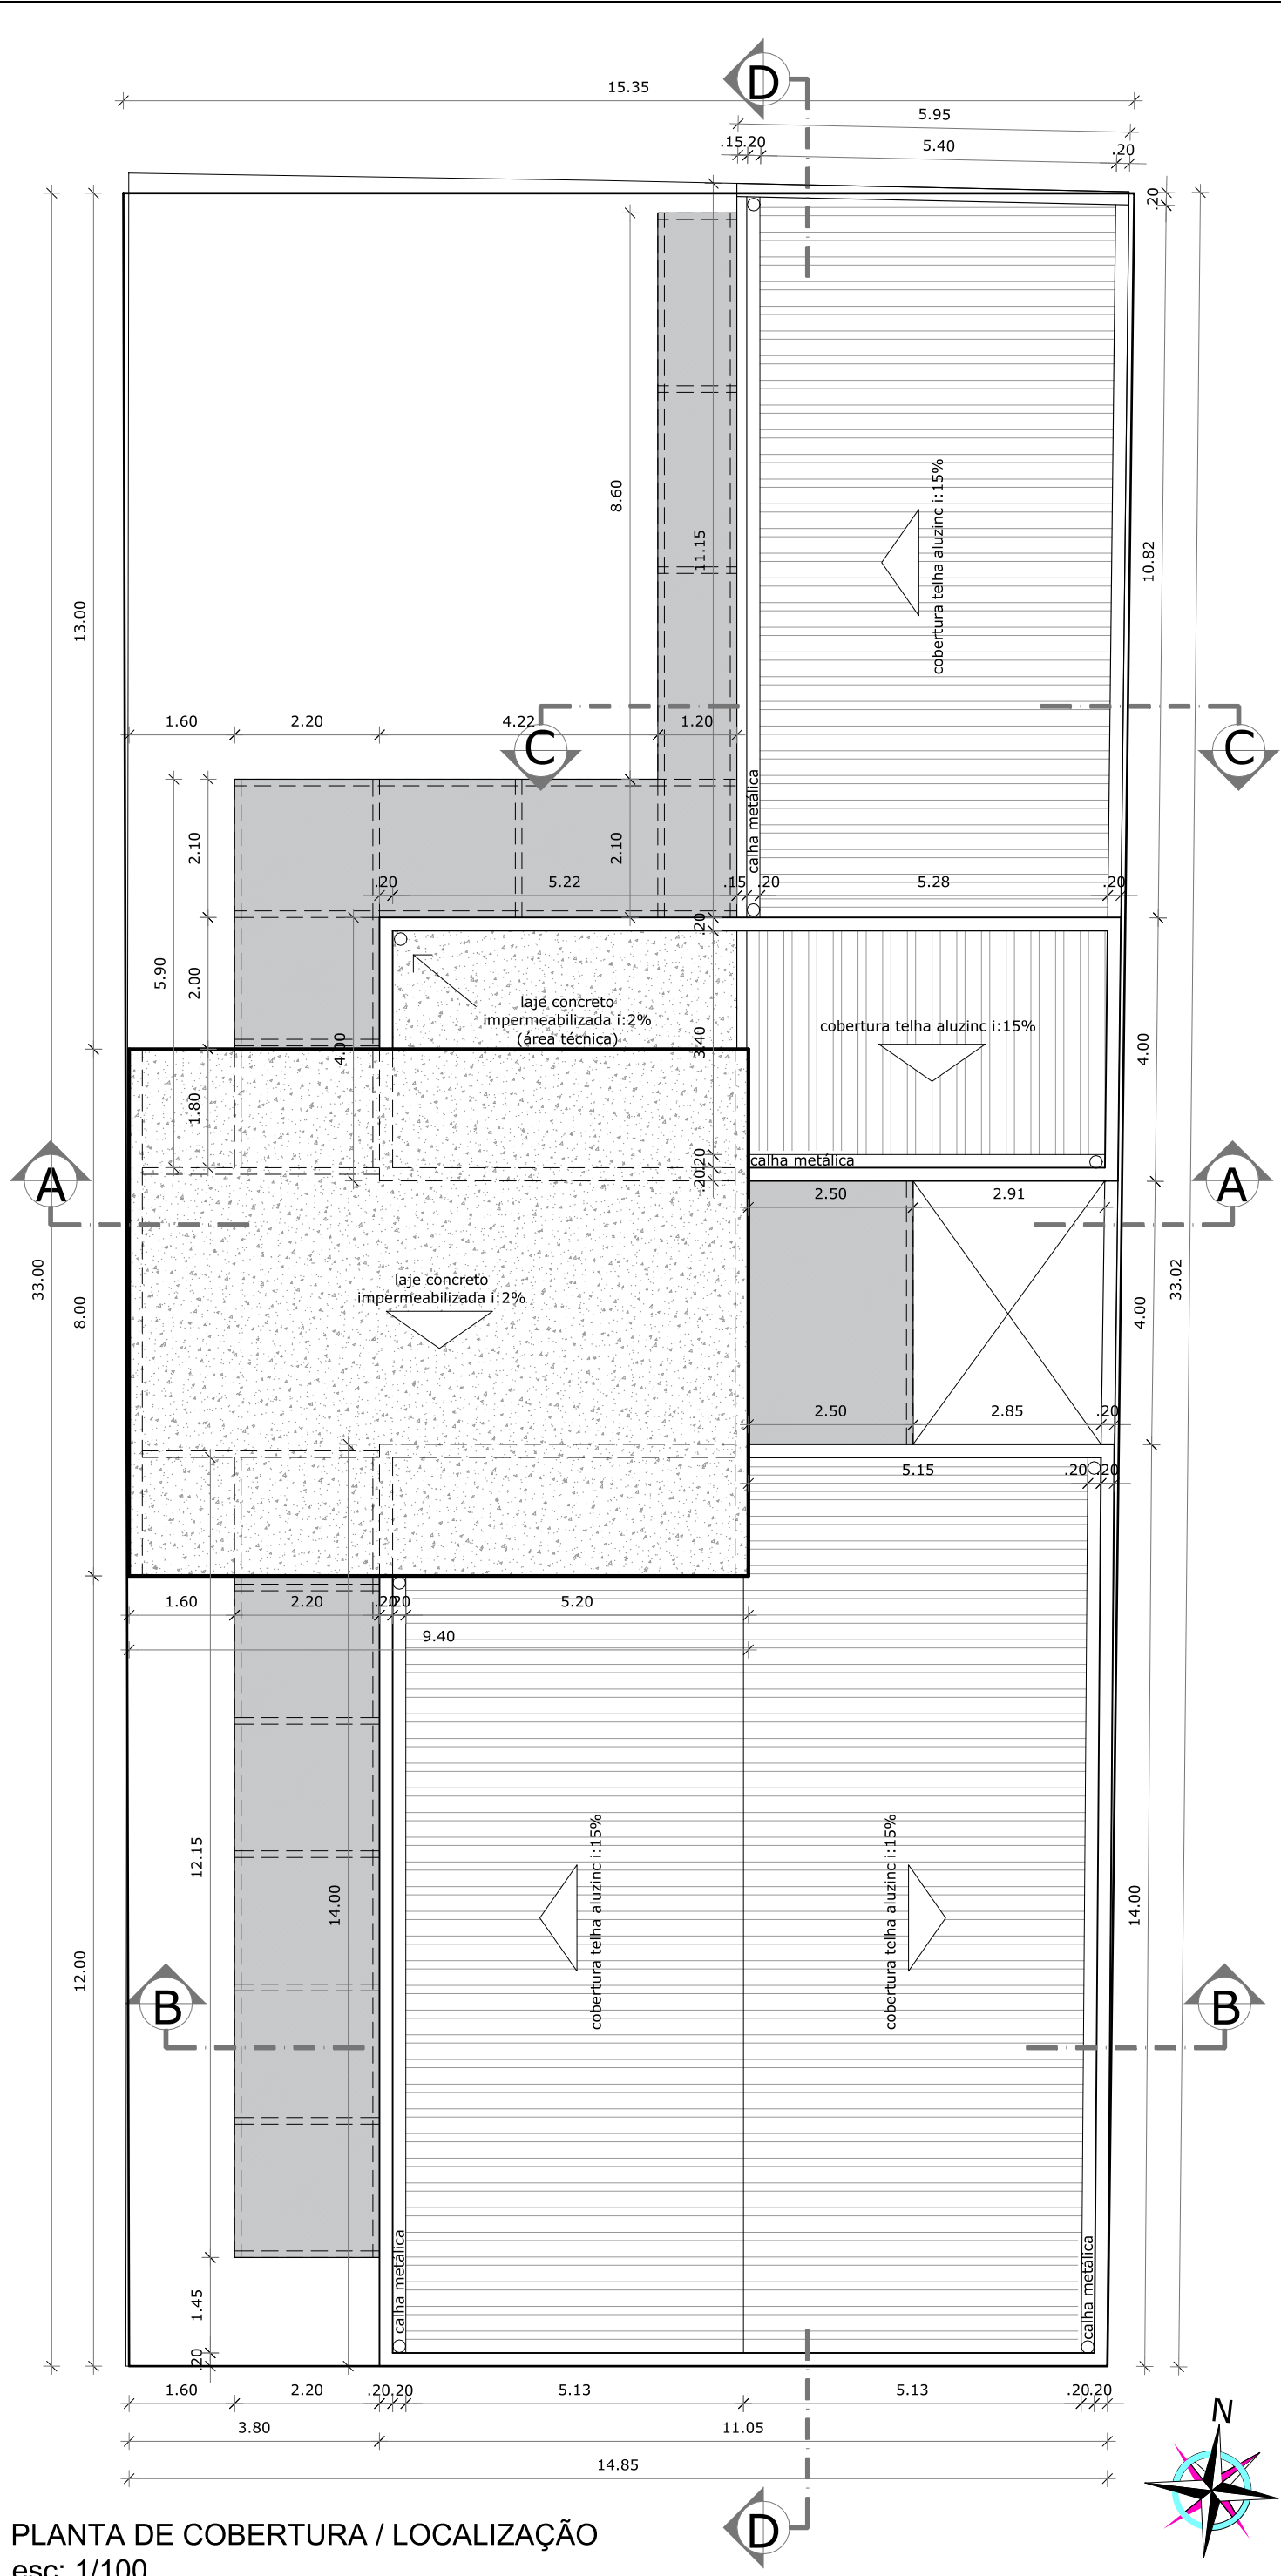 D
15.35
5.95
.15
.20
5.40
.20
.20
8.60
11.15
cobertura telha aluzinc i:15%
10.82
13.00
1.60
2.20
4.22
1.20
C
C
calha metálica
2.10
2.10
.20
5.22
.15
.20
5.28
.20
.20
5.90
2.00
4.00
laje concreto
impermeabilizada i:2%
(área técnica)
3.40
cobertura telha aluzinc i:15%
4.00
1.80
.20
.20
calha metálica
A
A
2.50
2.91
33.00
8.00
laje concreto
impermeabilizada i:2%
4.00
33.02
2.50
2.85
.20
5.15
.20
.20
1.60
2.20
.20
.20
5.20
9.40
12.15
14.00
cobertura telha aluzinc i:15%
cobertura telha aluzinc i:15%
14.00
12.00
B
B
1.45
.20
calha metálica
calha metálica
1.60
2.20
.20
.20
5.13
5.13
.20
.20
3.80
11.05
14.85
N
D
PLANTA DE COBERTURA / LOCALIZAÇÃO
esc: 1/100